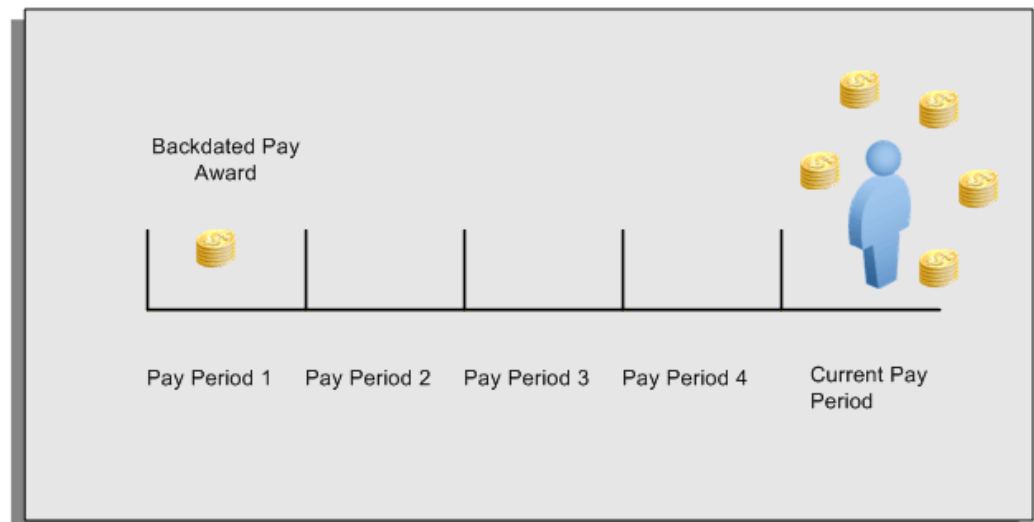 Backdated Pay
Award
Pay Period 1
Pay Period 2
Pay Period 3
Pay Period 4
Current Pay
Period